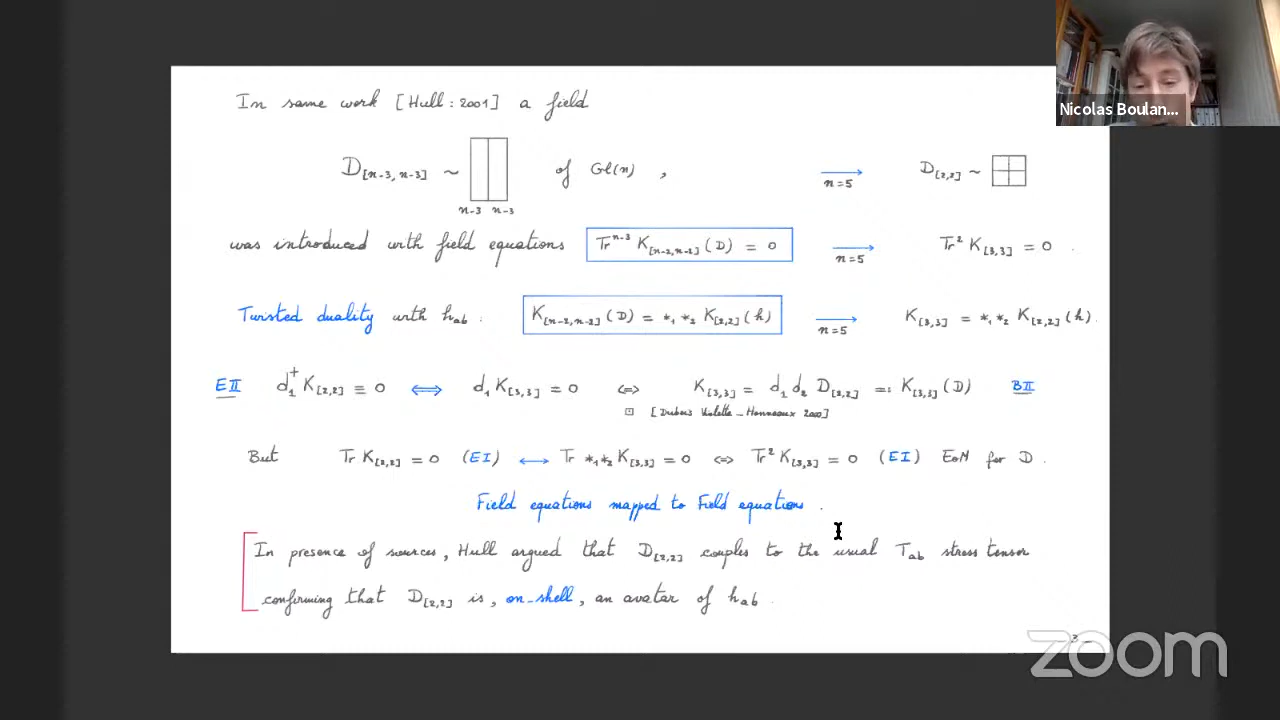 In same work [Hull : 2001] a field
D[n-3, n-3] ~ n-3 n-3 of Gl(n) , → n=5 D[2,2] ~
was introduced with field equations Tr^{n-3} K[n-2,n-2] (D) = 0 → n=5 Tr² K[3,3] = 0 .
Twisted duality with h_ab . K[n-2,n-2] (D) = *₁ *₂ K[2,2] (h) → n=5 K[3,3] = *₁ *₂ K[2,2] (h).
EII d₁⁺ K[2,2] ≡ 0 ⟺ d₁ K[3,3] = 0 ⟺ K[3,3] = d₁ d₂ D[2,2] =: K[3,3] (D) BII
⊡ [Dubois Violette - Henneaux 2000]
But Tr K[2,2] = 0 (EI) ⟷ Tr *₁ *₂ K[3,3] = 0 ⟺ Tr² K[3,3] = 0 (EI) EoM for D .
Field equations mapped to Field equations .
In presence of sources, Hull argued that D[2,2] couples to the usual T_ab stress tensor
confirming that D[2,2] is, on-shell, an avatar of h_ab .
3
Nicolas Boulan...
zoom